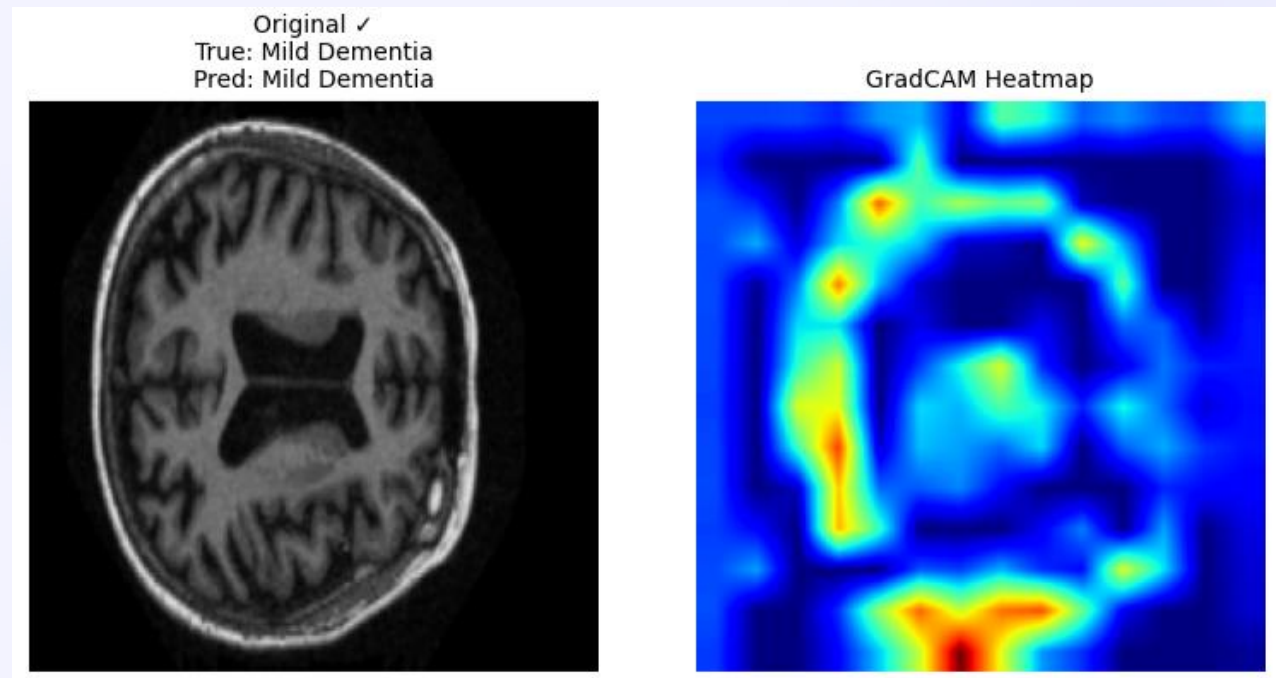 Original ✓
True: Mild Dementia
Pred: Mild Dementia
GradCAM Heatmap